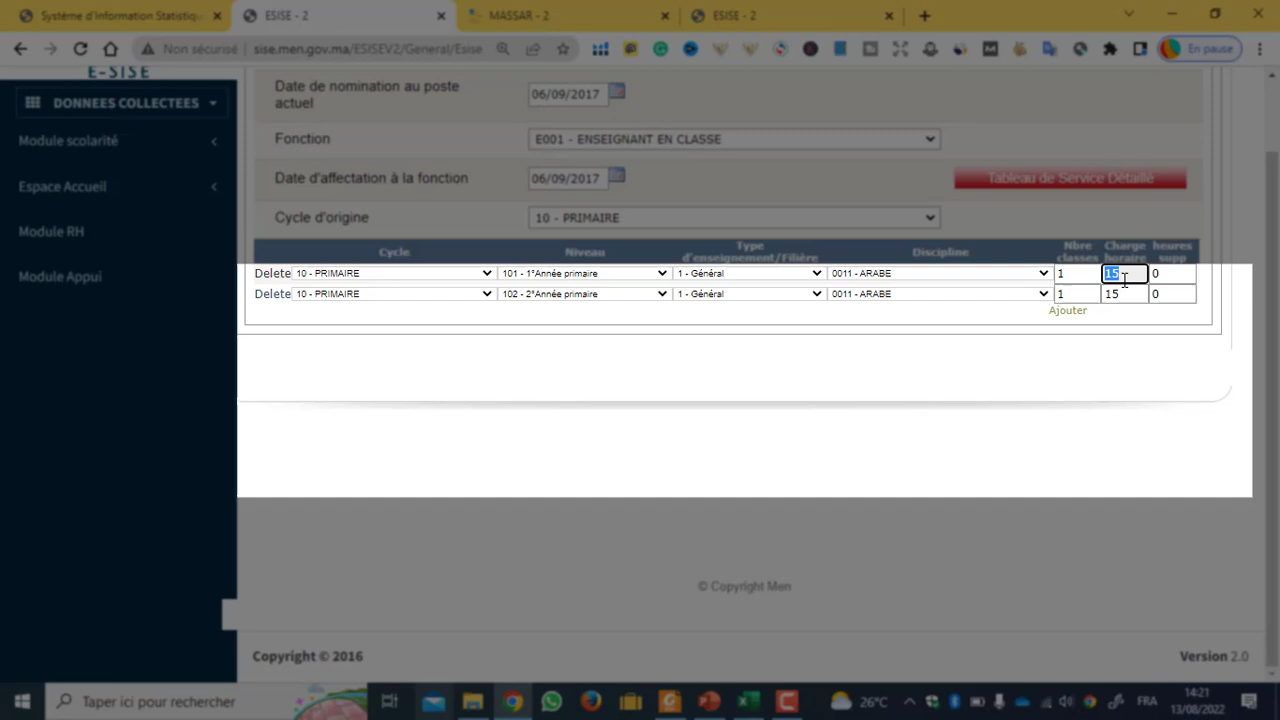 Système d'Information Statistiqu
ESISE - 2
MASSAR - 2
ESISE - 2
Non sécurisé
sise.men.gov.ma/ESISEV2/General/Esise
En pause
E-SISE
DONNEES COLLECTEES
Module scolarité
Espace Accueil
Module RH
Module Appui
Date de nomination au poste
actuel
06/09/2017
Fonction
E001 - ENSEIGNANT EN CLASSE
Date d'affectation à la fonction
06/09/2017
Tableau de Service Détaillé
Cycle d'origine
10 - PRIMAIRE
Cycle Niveau Type d'enseignement/Filière Discipline Nbre classes Charge horaire heures supp
Delete 10 - PRIMAIRE 101 - 1°Année primaire 1 - Général 0011 - ARABE 1 15 0
Delete 10 - PRIMAIRE 102 - 2°Année primaire 1 - Général 0011 - ARABE 1 15 0
Ajouter
© Copyright Men
Copyright © 2016
Version 2.0
Taper ici pour rechercher
26°C
FRA
14:21
13/08/2022